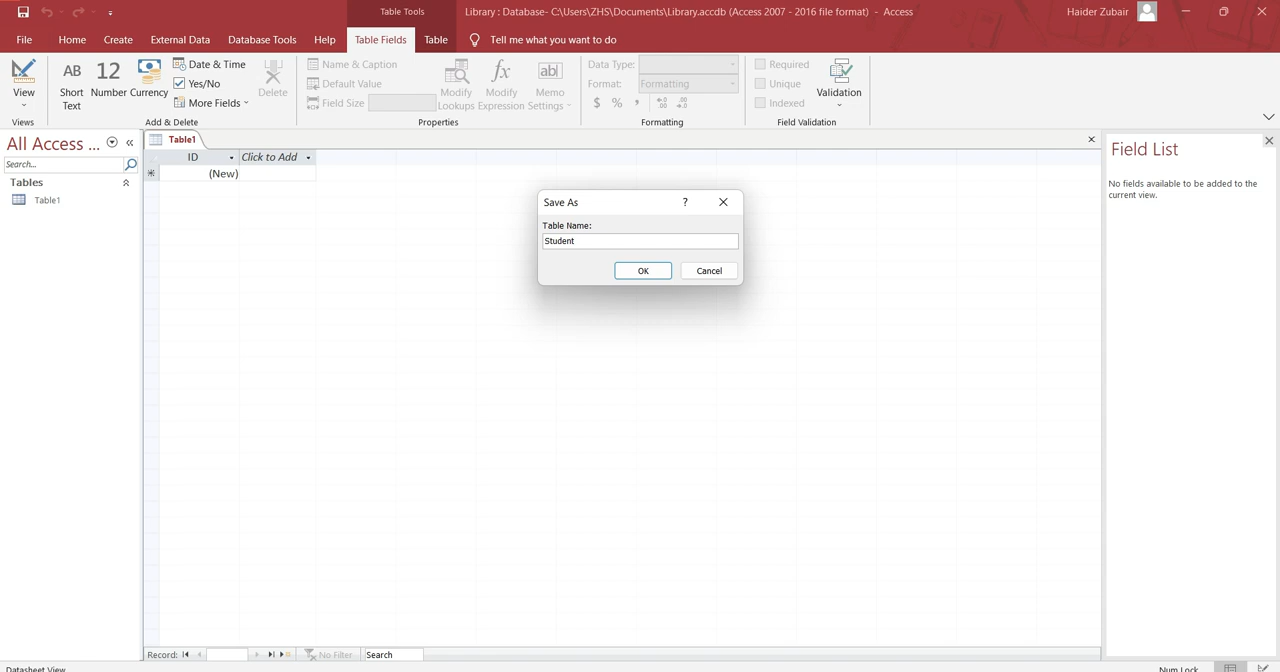 Table Tools
Library : Database- C:\Users\ZHS\Documents\Library.accdb (Access 2007 - 2016 file format) - Access
Haider Zubair
File Home Create External Data Database Tools Help Table Fields Table Tell me what you want to do
View
Views
AB
Short
Text
12
Number
Currency
Date & Time
Yes/No
More Fields
Delete
Add & Delete
Name & Caption
Default Value
Field Size
Modify
Lookups
fx
Modify
Expression
ab
Memo
Settings
Properties
Data Type:
Format: Formatting
$ % ,
Formatting
Required
Unique
Indexed
Validation
Field Validation
All Access ...
Search...
Tables
Table1
Table1
ID Click to Add
(New)
Save As
?
Table Name:
Student
OK Cancel
Field List
No fields available to be added to the
current view.
Record: No Filter Search
Datasheet View
Num Lock